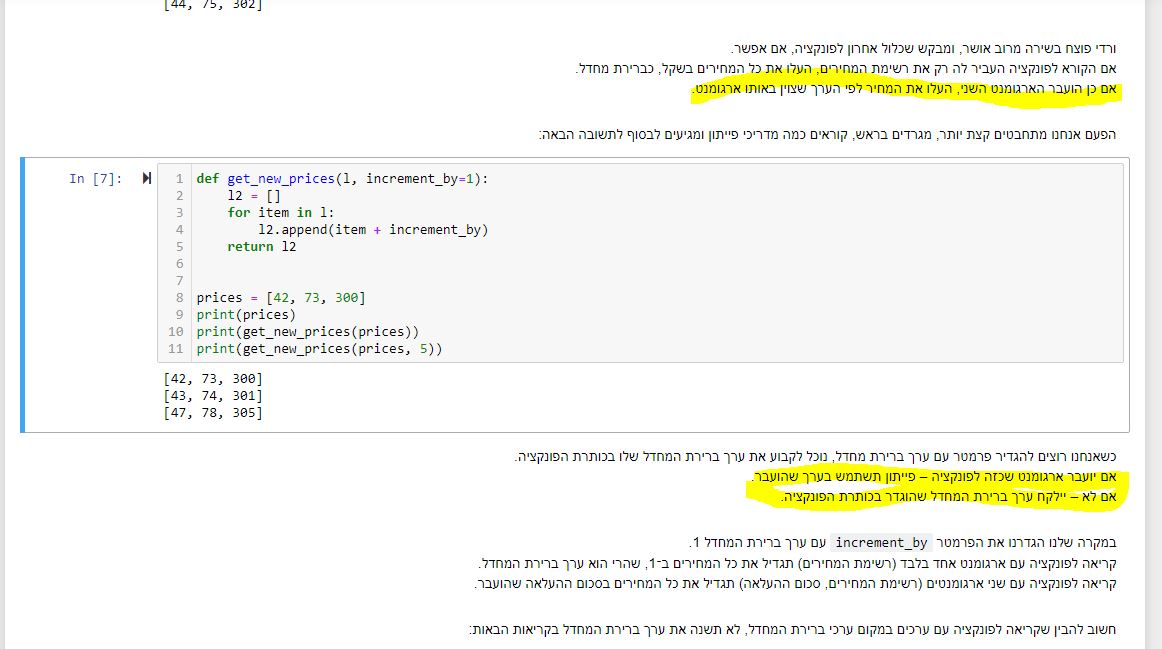 [44, 75, 302]
ורדי פוצח בשירה מרוב אושר, ומבקש שכלול אחרון לפונקציה, אם אפשר.
אם הקורא לפונקציה העביר לה רק את רשימת המחירים, העלו את כל המחירים בשקל, כברירת מחדל.
אם כן הועבר הארגומנט השני, העלו את המחיר לפי הערך שצוין באותו ארגומנט.
הפעם אנחנו מתחבטים קצת יותר, מגרדים בראש, קוראים כמה מדריכי פייתון ומגיעים לבסוף לתשובה הבאה:
In [7]:
1 def get_new_prices(l, increment_by=1):
2     l2 = []
3     for item in l:
4         l2.append(item + increment_by)
5     return l2
6
7
8 prices = [42, 73, 300]
9 print(prices)
10 print(get_new_prices(prices))
11 print(get_new_prices(prices, 5))
[42, 73, 300]
[43, 74, 301]
[47, 78, 305]
כשאנחנו רוצים להגדיר פרמטר עם ערך ברירת מחדל, נוכל לקבוע את ערך ברירת המחדל שלו בכותרת הפונקציה.
אם יועבר ארגומנט שכזה לפונקציה – פייתון תשתמש בערך שהועבר.
אם לא – יילקח ערך ברירת המחדל שהוגדר בכותרת הפונקציה.
במקרה שלנו הגדרנו את הפרמטר increment_by עם ערך ברירת המחדל 1.
קריאה לפונקציה עם ארגומנט אחד בלבד (רשימת המחירים) תגדיל את כל המחירים ב־1, שהרי הוא ערך ברירת המחדל.
קריאה לפונקציה עם שני ארגומנטים (רשימת המחירים, סכום ההעלאה) תגדיל את כל המחירים בסכום ההעלאה שהועבר.
חשוב להבין שקריאה לפונקציה עם ערכים במקום ערכי ברירת המחדל, לא תשנה את ערך ברירת המחדל בקריאות הבאות: